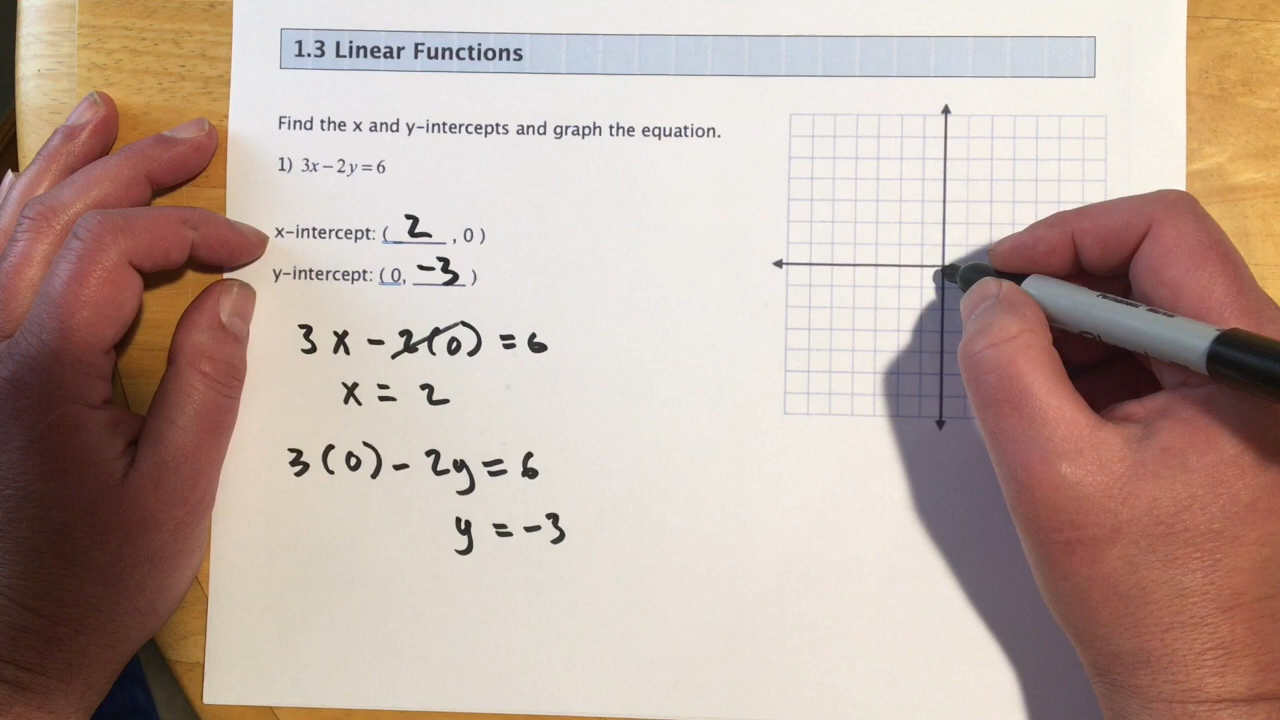 1.3 Linear Functions
Find the x and y-intercepts and graph the equation.
1) 3x – 2y = 6
x-intercept: ( 2 , 0 )
y-intercept: ( 0, -3 )
3x - 2(0) = 6
x = 2
3(0) - 2y = 6
y = -3